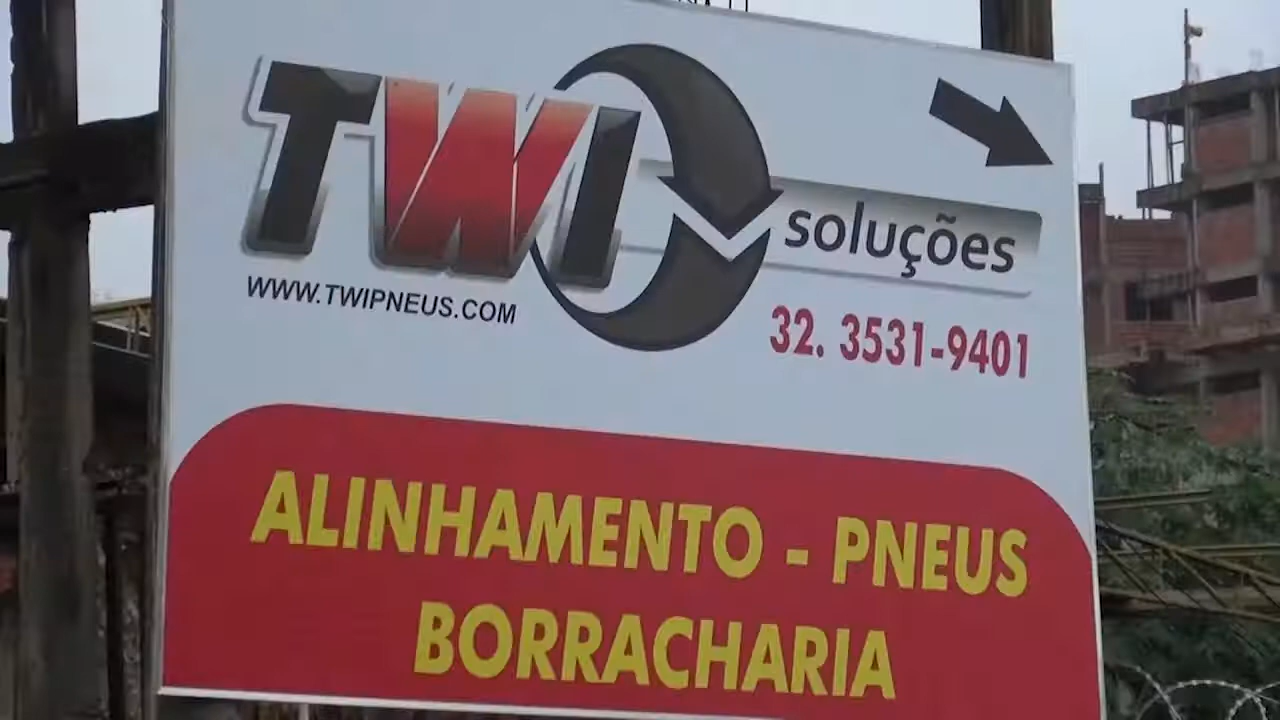 TWI
soluções
WWW.TWIPNEUS.COM
32. 3531-9401
ALINHAMENTO - PNEUS
BORRACHARIA